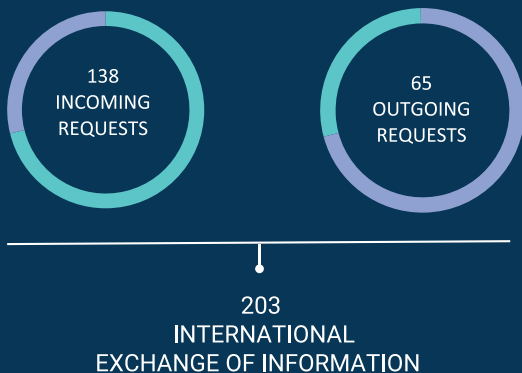 138
INCOMING
REQUESTS
65
OUTGOING
REQUESTS
203
INTERNATIONAL
EXCHANGE OF INFORMATION